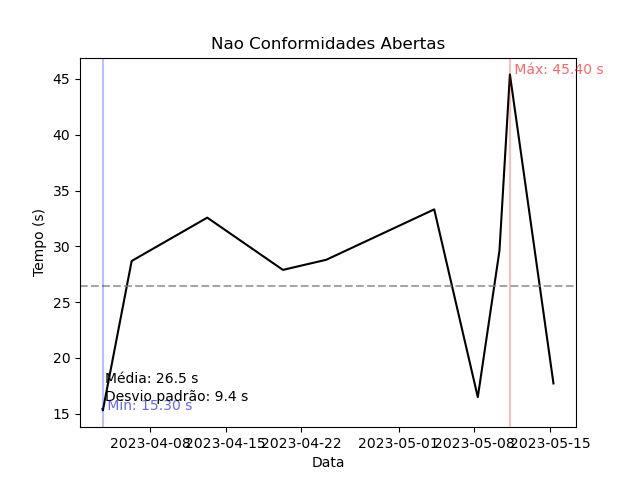 Nao Conformidades Abertas
Máx: 45.40 s
45
40
35
30
25
20
15
Tempo (s)
Média: 26.5 s
Desvio padrão: 9.4 s
Mín: 15.30 s
2023-04-08
2023-04-15
2023-04-22
2023-05-01
2023-05-08
2023-05-15
Data